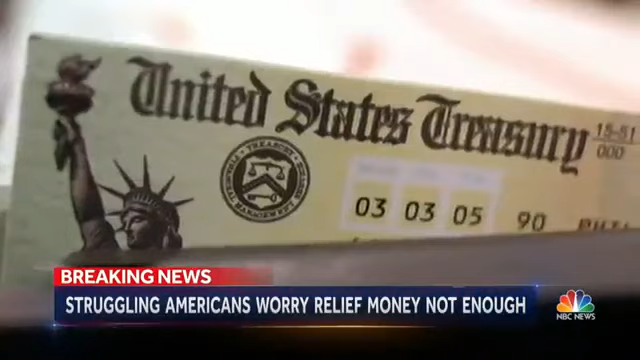 United States Treasury
15-51
000
03 03 05 90
BREAKING NEWS
STRUGGLING AMERICANS WORRY RELIEF MONEY NOT ENOUGH
NBC NEWS